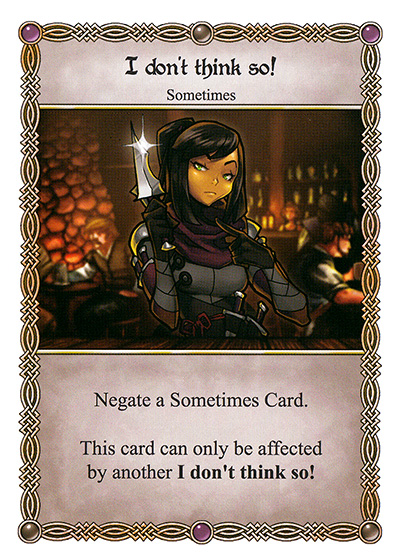 I don't think so!
Sometimes
Negate a Sometimes Card.
This card can only be affected
by another I don't think so!